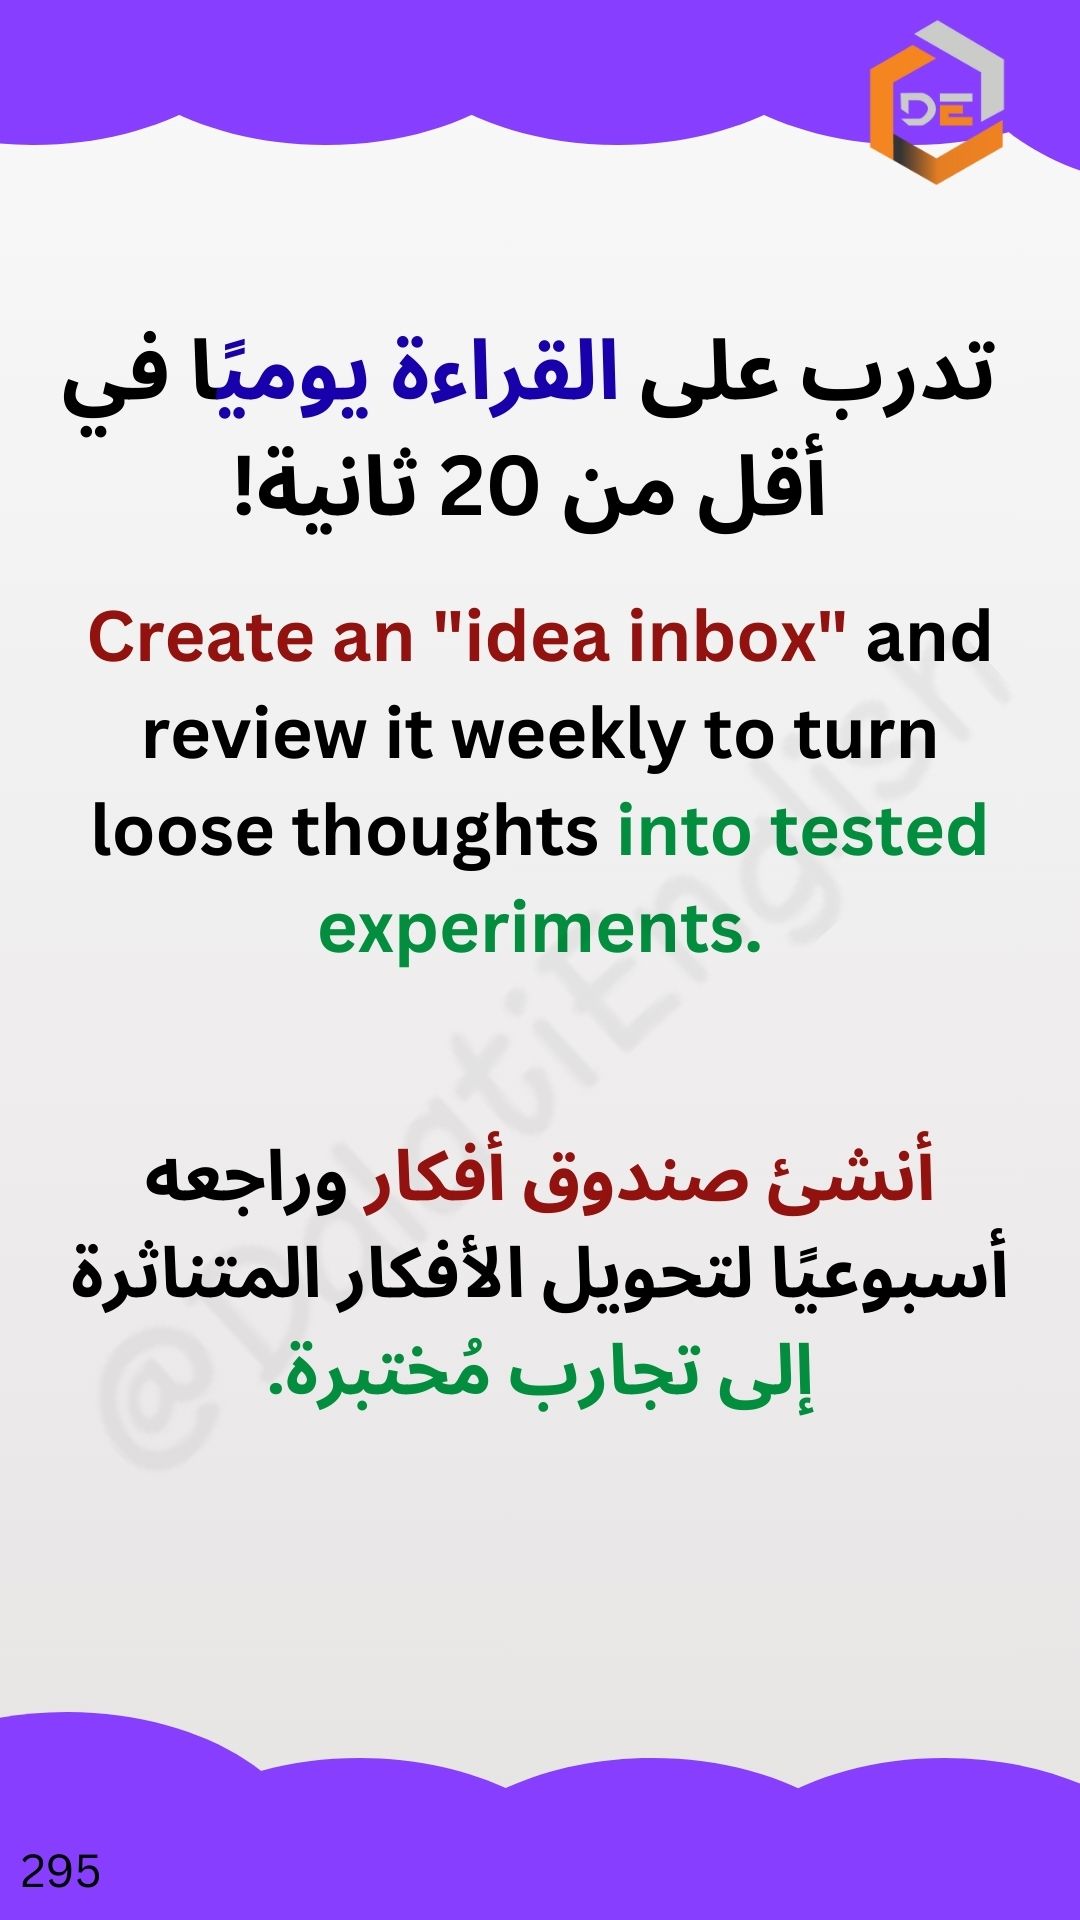 DE
تدرب على القراءة يوميًا في
أقل من 20 ثانية!
Create an "idea inbox" and
review it weekly to turn
loose thoughts into tested
experiments.
@DalatiEnglish
أنشئ صندوق أفكار وراجعه
أسبوعيًا لتحويل الأفكار المتناثرة
إلى تجارب مُختبرة.
295